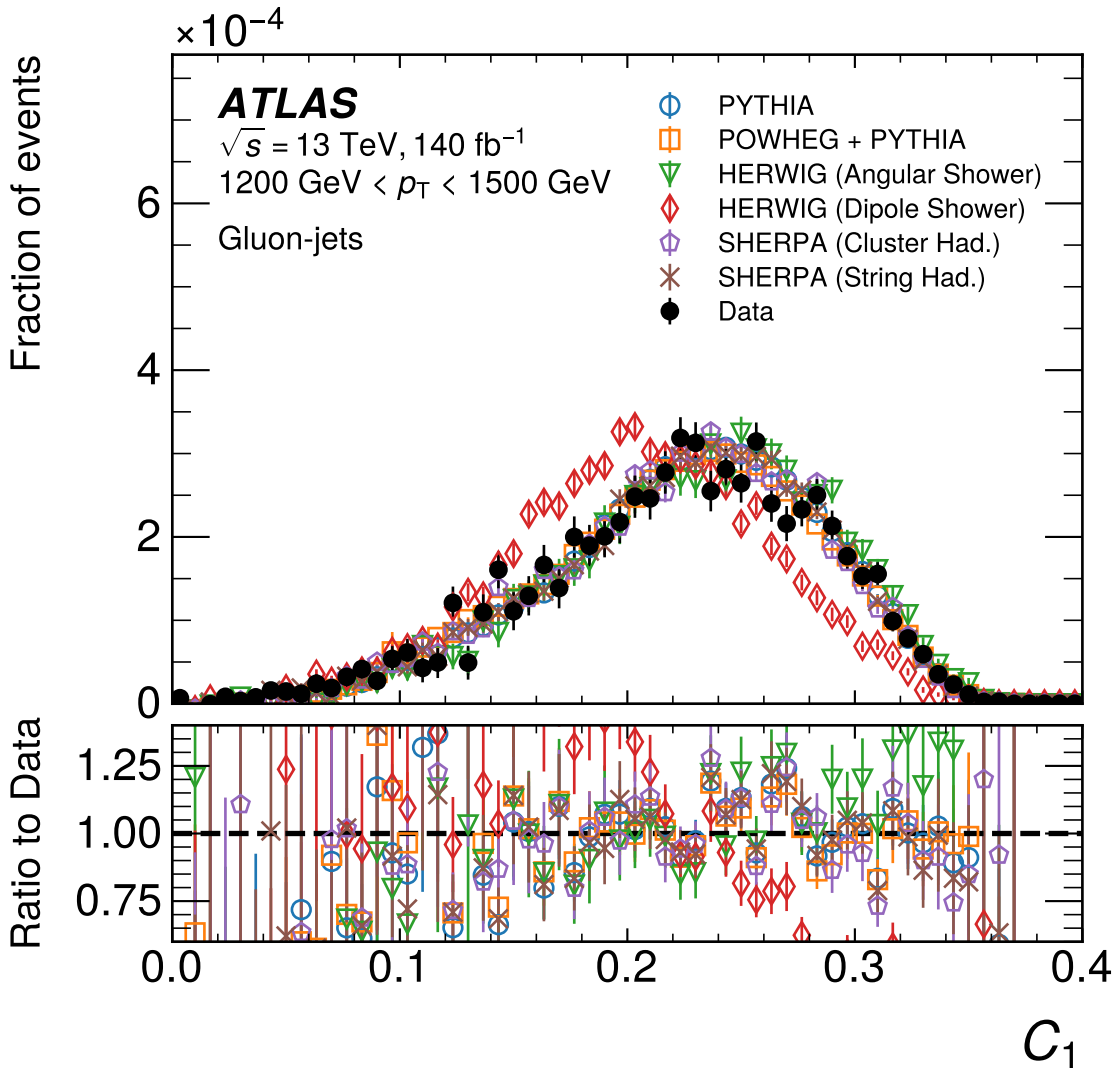 ×10⁻⁴
Fraction of events
6
4
2
0
ATLAS
√s = 13 TeV, 140 fb⁻¹
1200 GeV < pT < 1500 GeV
Gluon-jets
PYTHIA
POWHEG + PYTHIA
HERWIG (Angular Shower)
HERWIG (Dipole Shower)
SHERPA (Cluster Had.)
SHERPA (String Had.)
Data
Ratio to Data
1.25
1.00
0.75
0.0 0.1 0.2 0.3 0.4
C₁